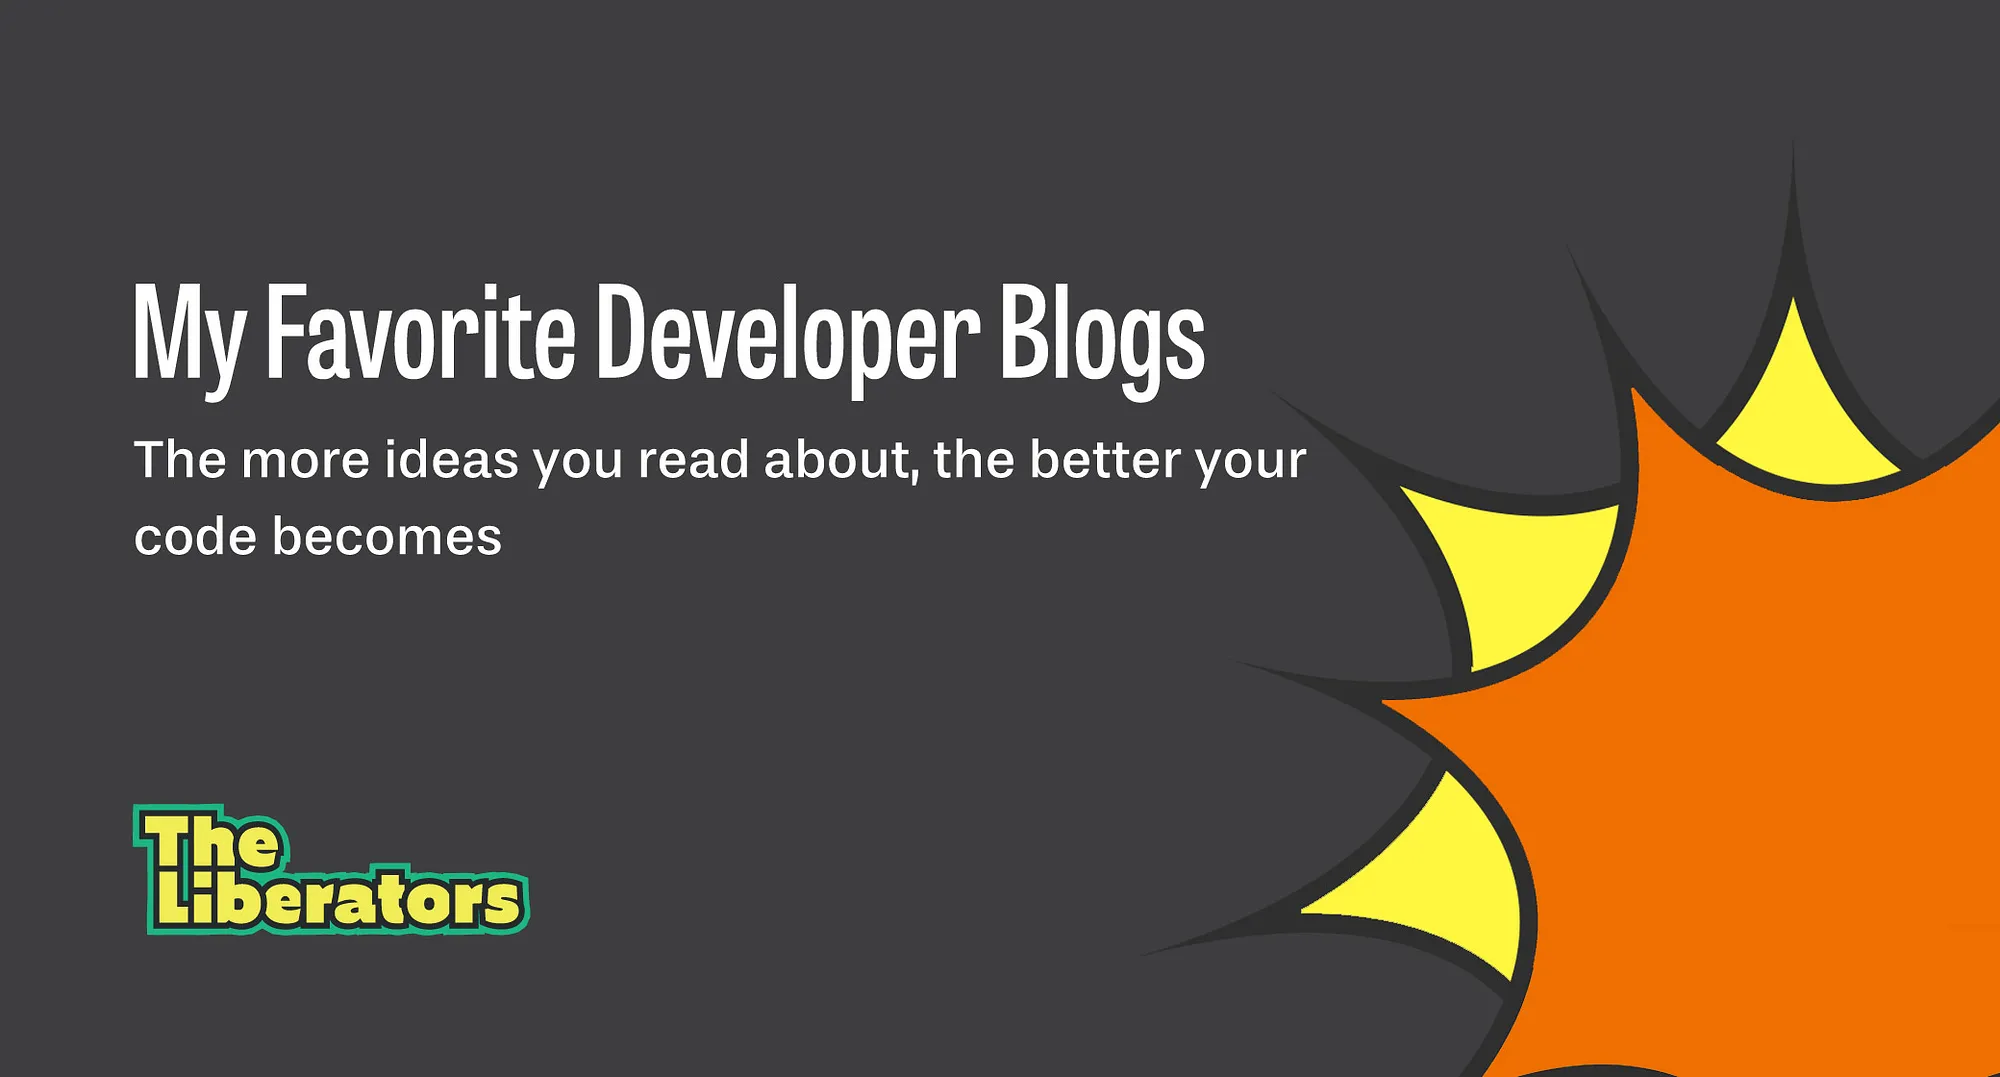 My Favorite Developer Blogs
The more ideas you read about, the better your
code becomes
The
Liberators